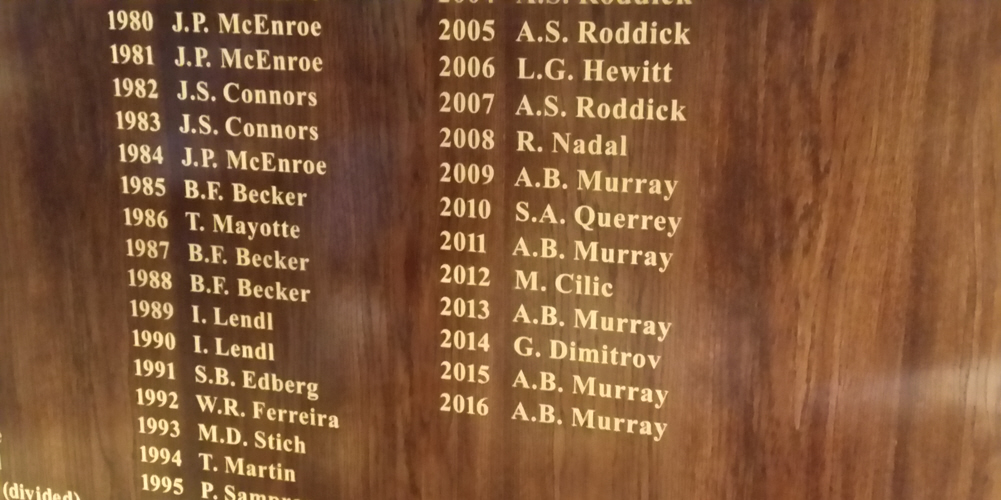 (divided)
1980 J.P. McEnroe
1981 J.P. McEnroe
1982 J.S. Connors
1983 J.S. Connors
1984 J.P. McEnroe
1985 B.F. Becker
1986 T. Mayotte
1987 B.F. Becker
1988 B.F. Becker
1989 I. Lendl
1990 I. Lendl
1991 S.B. Edberg
1992 W.R. Ferreira
1993 M.D. Stich
1994 T. Martin
1995 P.
2004 A.S. Roddick
2005 A.S. Roddick
2006 L.G. Hewitt
2007 A.S. Roddick
2008 R. Nadal
2009 A.B. Murray
2010 S.A. Querrey
2011 A.B. Murray
2012 M. Cilic
2013 A.B. Murray
2014 G. Dimitrov
2015 A.B. Murray
2016 A.B. Murray